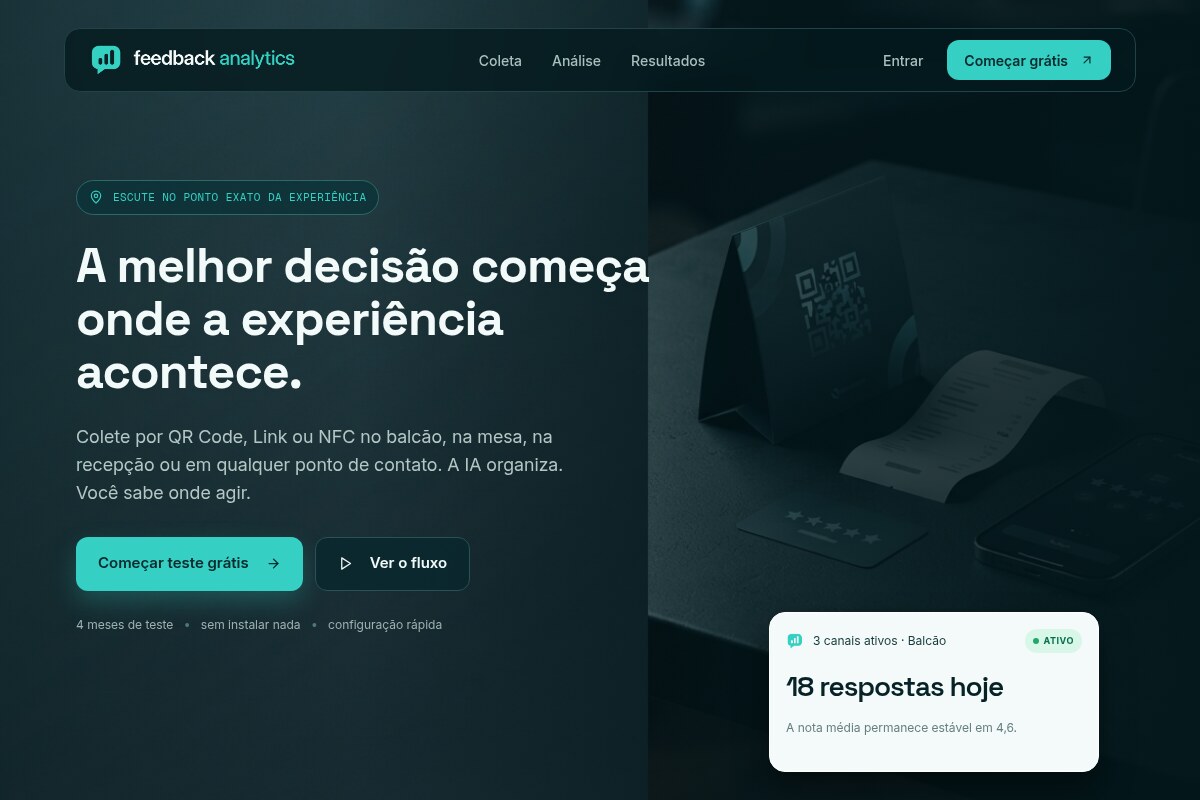 feedback analytics
Coleta
Análise
Resultados
Entrar
Começar grátis
ESCUTE NO PONTO EXATO DA EXPERIÊNCIA
A melhor decisão começa
onde a experiência
acontece.
Colete por QR Code, Link ou NFC no balcão, na mesa, na
recepção ou em qualquer ponto de contato. A IA organiza.
Você sabe onde agir.
Começar teste grátis
Ver o fluxo
4 meses de teste • sem instalar nada • configuração rápida
3 canais ativos · Balcão
ATIVO
18 respostas hoje
A nota média permanece estável em 4,6.